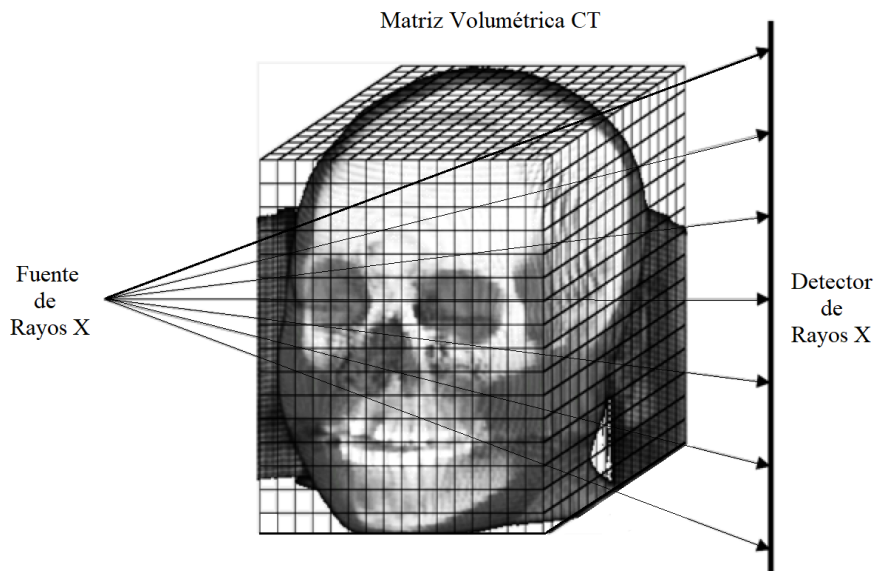 Matriz Volumétrica CT
Fuente
de
Rayos X
Detector
de
Rayos X